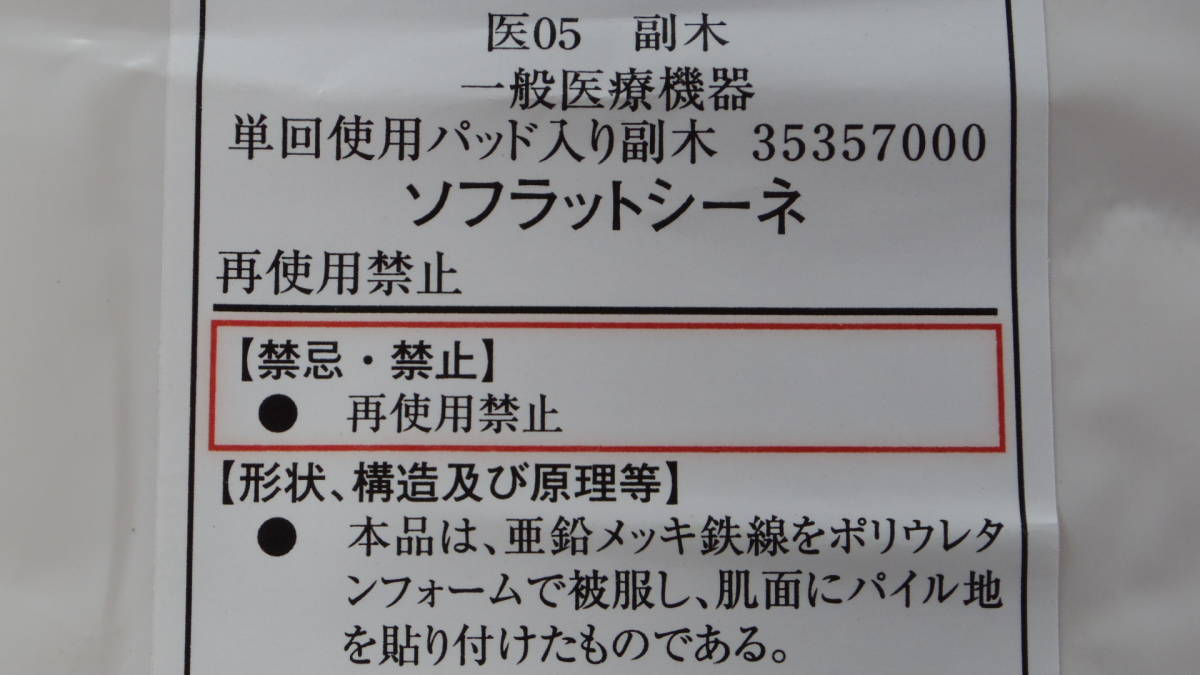 医05　副木
一般医療機器
単回使用パッド入り副木 35357000
ソフラットシーネ
再使用禁止
【禁忌・禁止】
● 再使用禁止
【形状、構造及び原理等】
● 本品は、亜鉛メッキ鉄線をポリウレタ
ンフォームで被服し、肌面にパイル地
を貼り付けたものである。